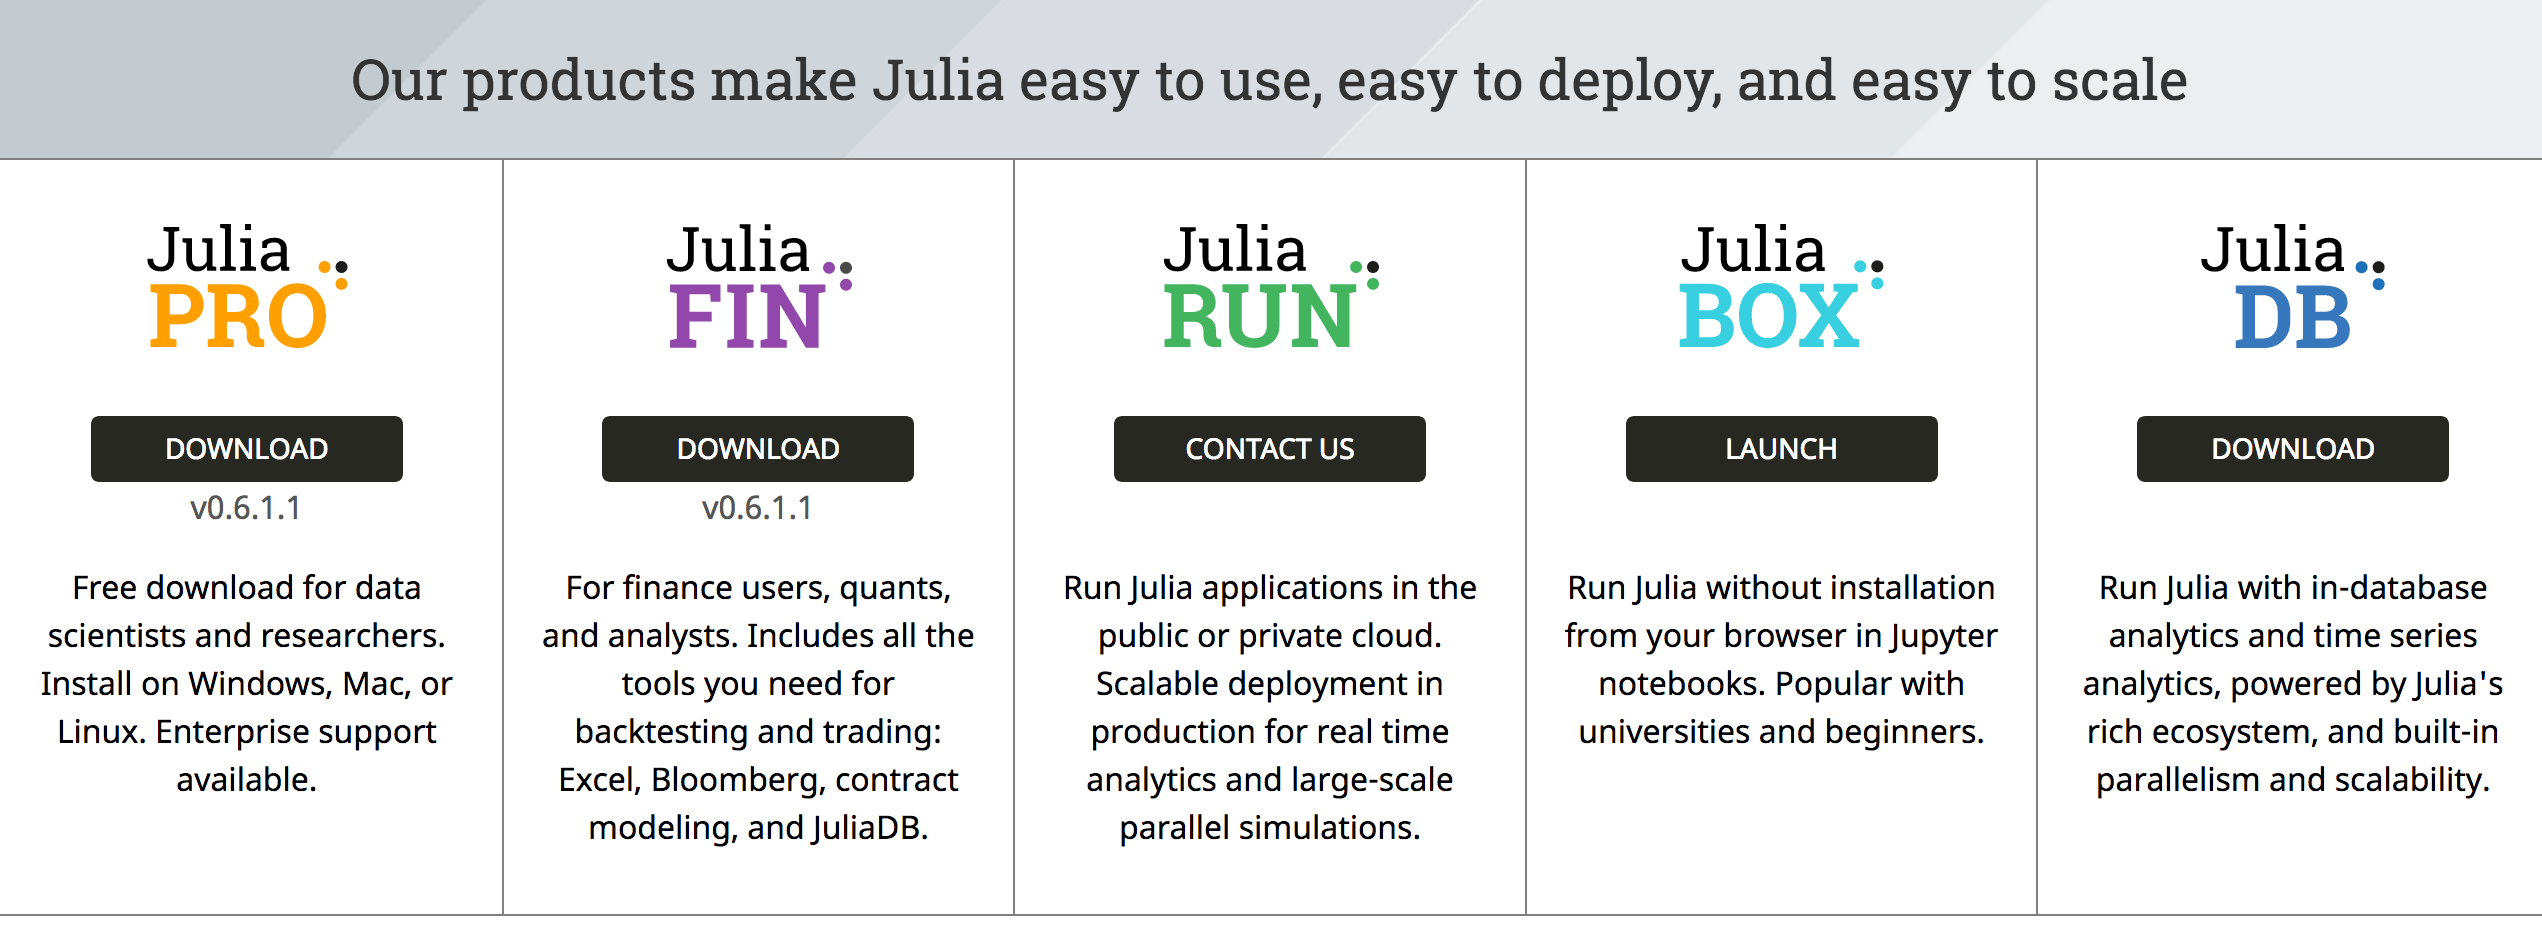 Our products make Julia easy to use, easy to deploy, and easy to scale
Julia
PRO
DOWNLOAD
v0.6.1.1
Free download for data
scientists and researchers.
Install on Windows, Mac, or
Linux. Enterprise support
available.
Julia
FIN
DOWNLOAD
v0.6.1.1
For finance users, quants,
and analysts. Includes all the
tools you need for
backtesting and trading:
Excel, Bloomberg, contract
modeling, and JuliaDB.
Julia
RUN
CONTACT US
Run Julia applications in the
public or private cloud.
Scalable deployment in
production for real time
analytics and large-scale
parallel simulations.
Julia
BOX
LAUNCH
Run Julia without installation
from your browser in Jupyter
notebooks. Popular with
universities and beginners.
Julia
DB
DOWNLOAD
Run Julia with in-database
analytics and time series
analytics, powered by Julia's
rich ecosystem, and built-in
parallelism and scalability.